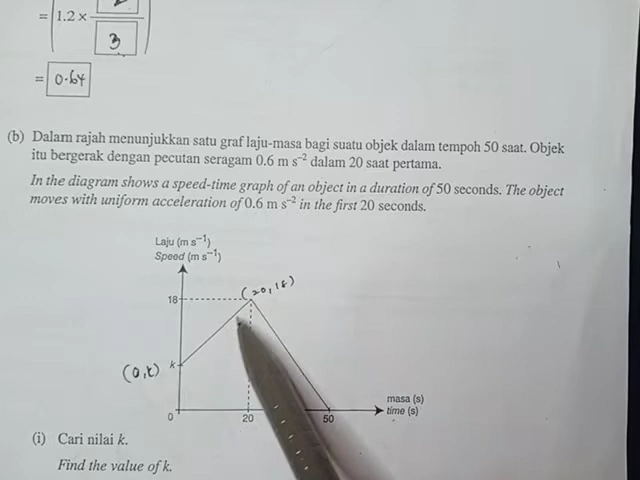 = 1.2 ×
3
= 0.64
(b) Dalam rajah menunjukkan satu graf laju-masa bagi suatu objek dalam tempoh 50 saat. Objek
itu bergerak dengan pecutan seragam 0.6 m s⁻² dalam 20 saat pertama.
In the diagram shows a speed-time graph of an object in a duration of 50 seconds. The object
moves with uniform acceleration of 0.6 m s⁻² in the first 20 seconds.
Laju (m s⁻¹)
Speed (m s⁻¹)
(20,18)
18
(0,k) k
masa (s)
time (s)
0 20 50
(i) Cari nilai k.
Find the value of k.